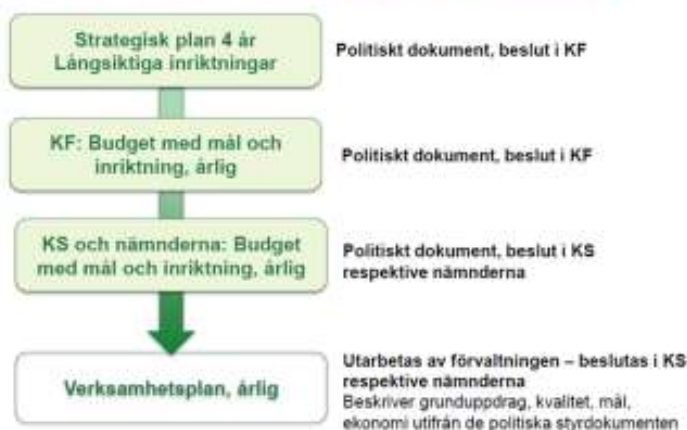 Strategisk plan 4 år
Långsiktiga inriktningar
Politiskt dokument, beslut i KF
KF: Budget med mål och
inriktning, årlig
Politiskt dokument, beslut i KF
KS och nämnderna: Budget
med mål och inriktning, årlig
Politiskt dokument, beslut i KS
respektive nämnderna
Verksamhetsplan, årlig
Utarbetas av förvaltningen – beslutas i KS
respektive nämnderna
Beskriver grunduppdrag, kvalitet, mål,
ekonomi utifrån de politiska styrdokumenten